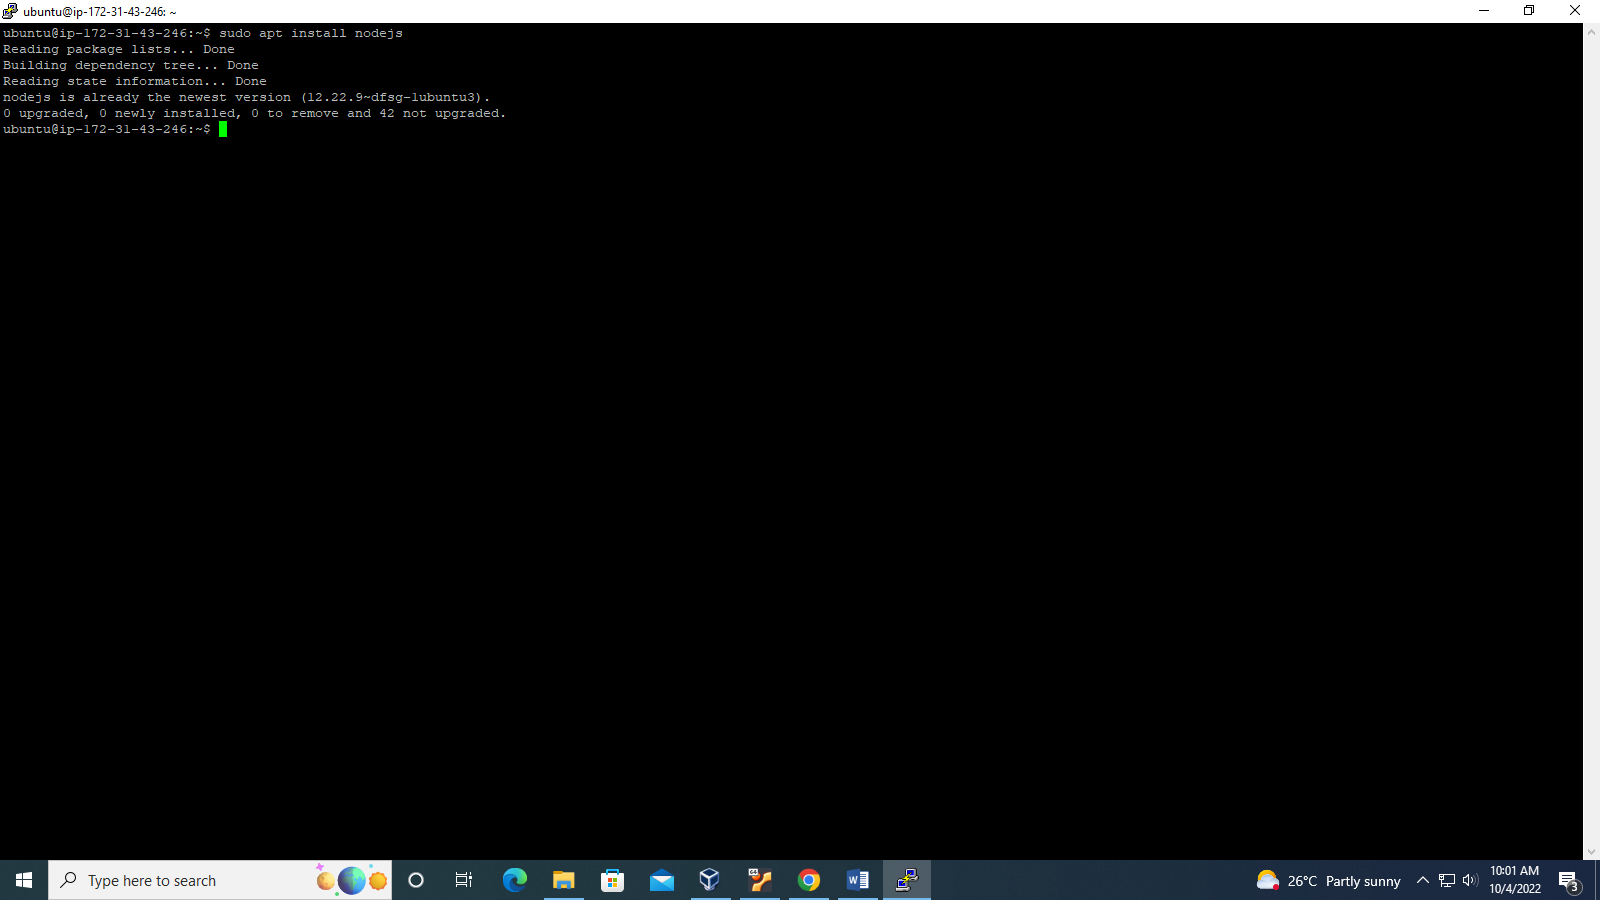 ubuntu@ip-172-31-43-246: ~
ubuntu@ip-172-31-43-246:~$ sudo apt install nodejs
Reading package lists... Done
Building dependency tree... Done
Reading state information... Done
nodejs is already the newest version (12.22.9~dfsg-1ubuntu3).
0 upgraded, 0 newly installed, 0 to remove and 42 not upgraded.
ubuntu@ip-172-31-43-246:~$
Type here to search
64
W
26°C Partly sunny
10:01 AM
10/4/2022
3